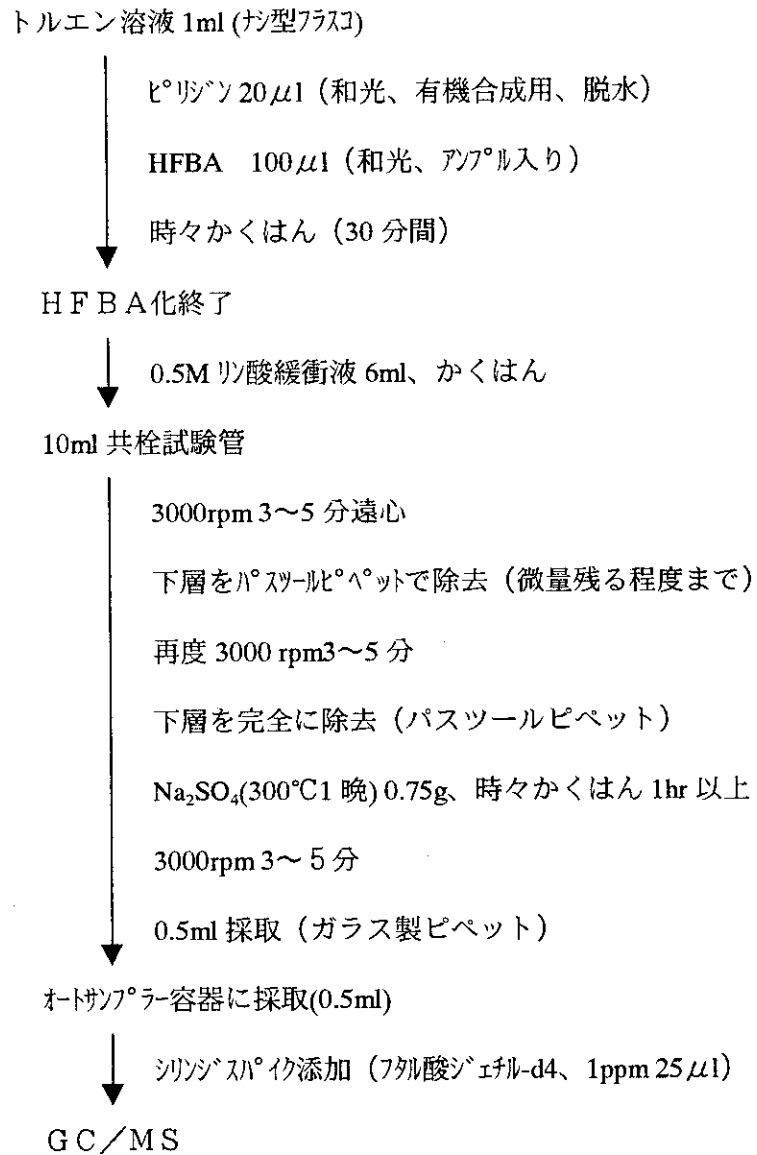 トルエン溶液 1ml (ﾅｼ型ﾌﾗｽｺ)
ﾋﾟﾘｼﾞﾝ 20μl（和光、有機合成用、脱水）
HFBA　100μl（和光、ｱﾝﾌﾟﾙ入り）
時々かくはん（30 分間）
ＨＦＢＡ化終了
0.5M ﾘﾝ酸緩衝液 6ml、かくはん
10ml 共栓試験管
3000rpm 3～5 分遠心
下層をﾊﾟｽﾂｰﾙﾋﾟﾍﾟｯﾄで除去（微量残る程度まで）
再度 3000 rpm3～5 分
下層を完全に除去（パスツールピペット）
Na₂SO₄(300℃1 晩) 0.75g、時々かくはん 1hr 以上
3000rpm 3～５分
0.5ml 採取（ガラス製ピペット）
ｵｰﾄｻﾝﾌﾟﾗｰ容器に採取(0.5ml)
ｼﾘﾝｼﾞｽﾊﾟｲｸ添加（ﾌﾀﾙ酸ｼﾞｴﾁﾙ-d4、1ppm 25μl）
ＧＣ／ＭＳ